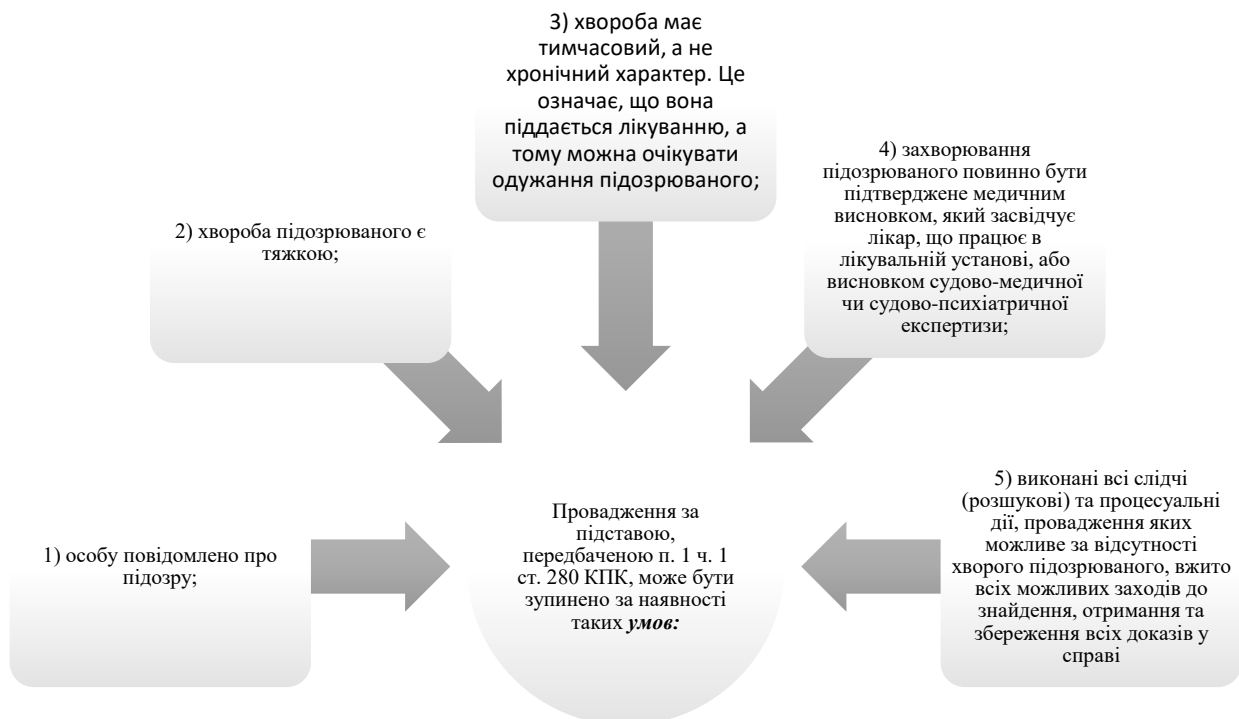 1) особу повідомлено про
підозру;
2) хвороба підозрюваного є
тяжкою;
3) хвороба має
тимчасовий, а не
хронічний характер. Це
означає, що вона
піддається лікуванню, а
тому можна очікувати
одужання підозрюваного;
4) захворювання
підозрюваного повинно бути
підтверджене медичним
висновком, який засвідчує
лікар, що працює в
лікувальній установі, або
висновком судово-медичної
чи судово-психіатричної
експертизи;
5) виконані всі слідчі
(розшукові) та процесуальні
дії, провадження яких
можливе за відсутності
хворого підозрюваного, вжито
всіх можливих заходів до
знайдення, отримання та
збереження всіх доказів у
справі
Провадження за
підставою,
передбаченою п. 1 ч. 1
ст. 280 КПК, може бути
зупинено за наявності
таких умов: